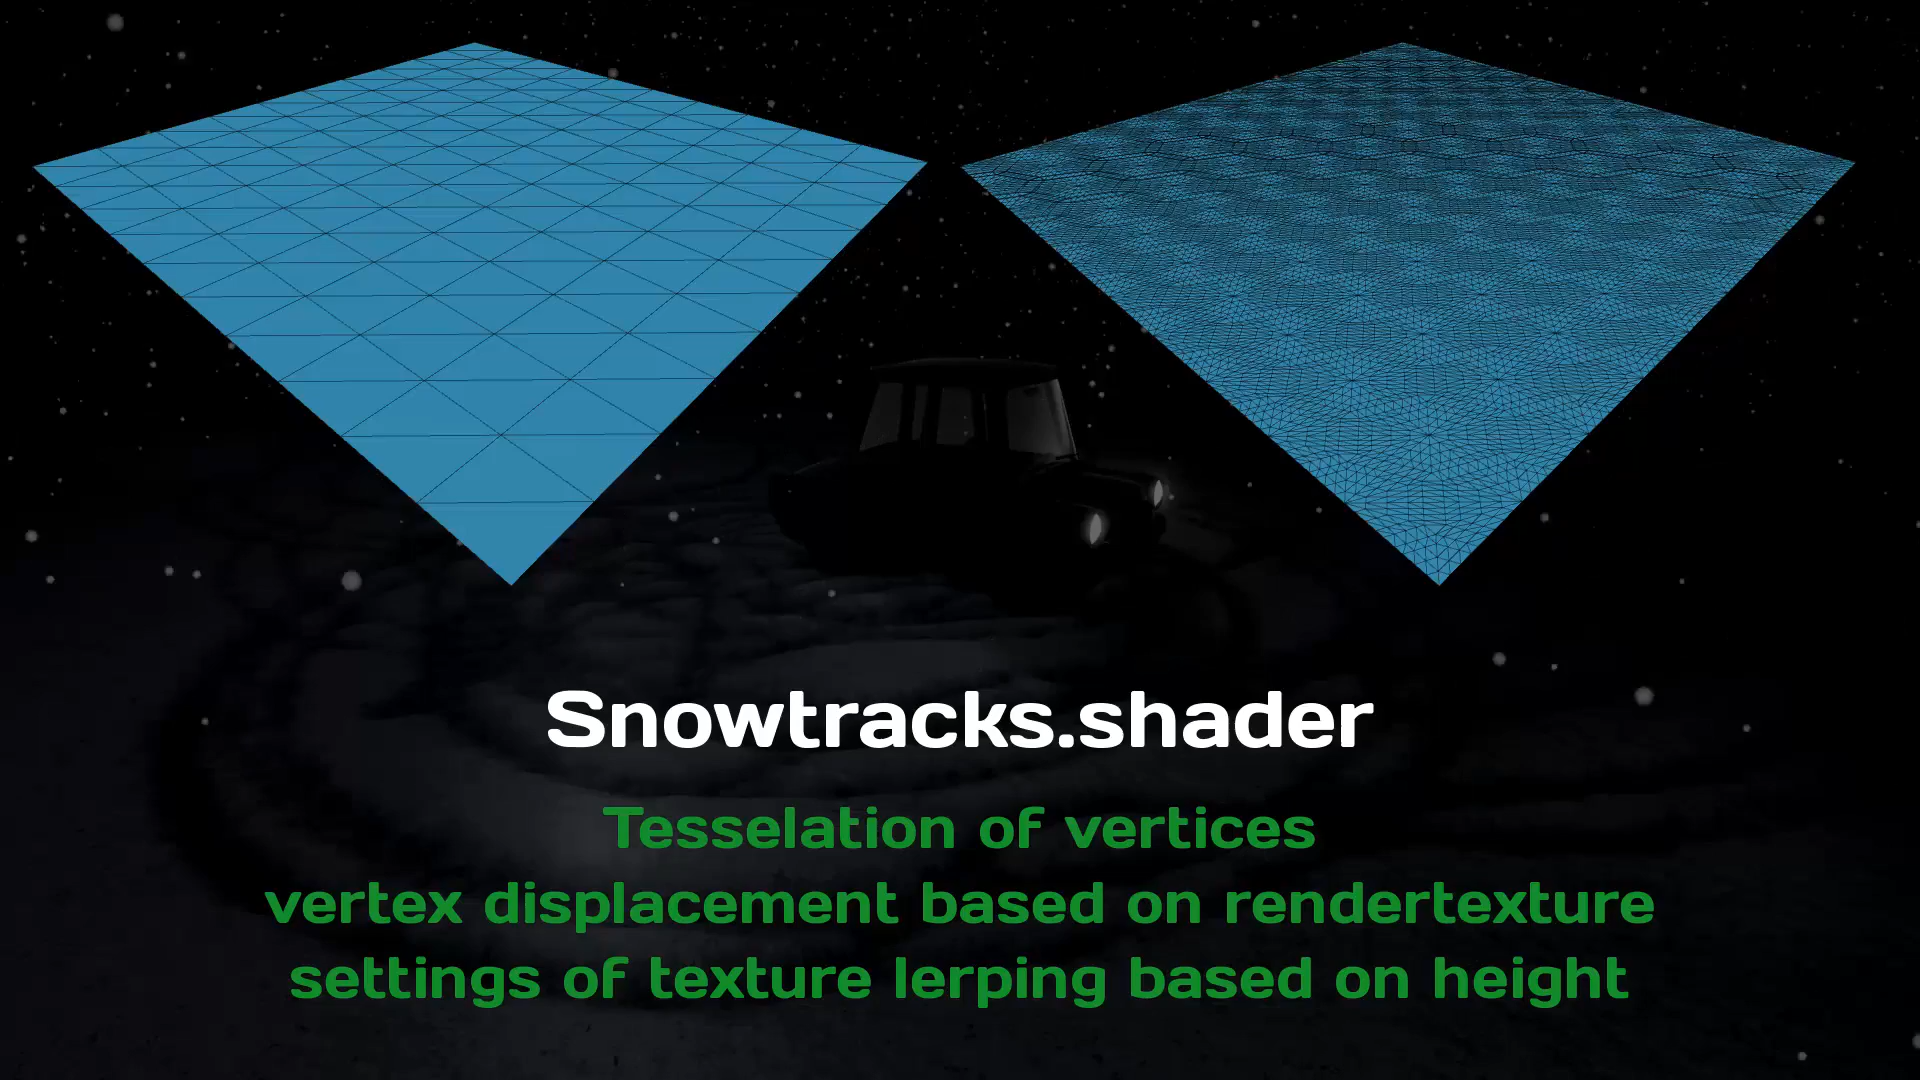 Snowtracks.shader
Tesselation of vertices
vertex displacement based on rendertexture
settings of texture lerping based on height